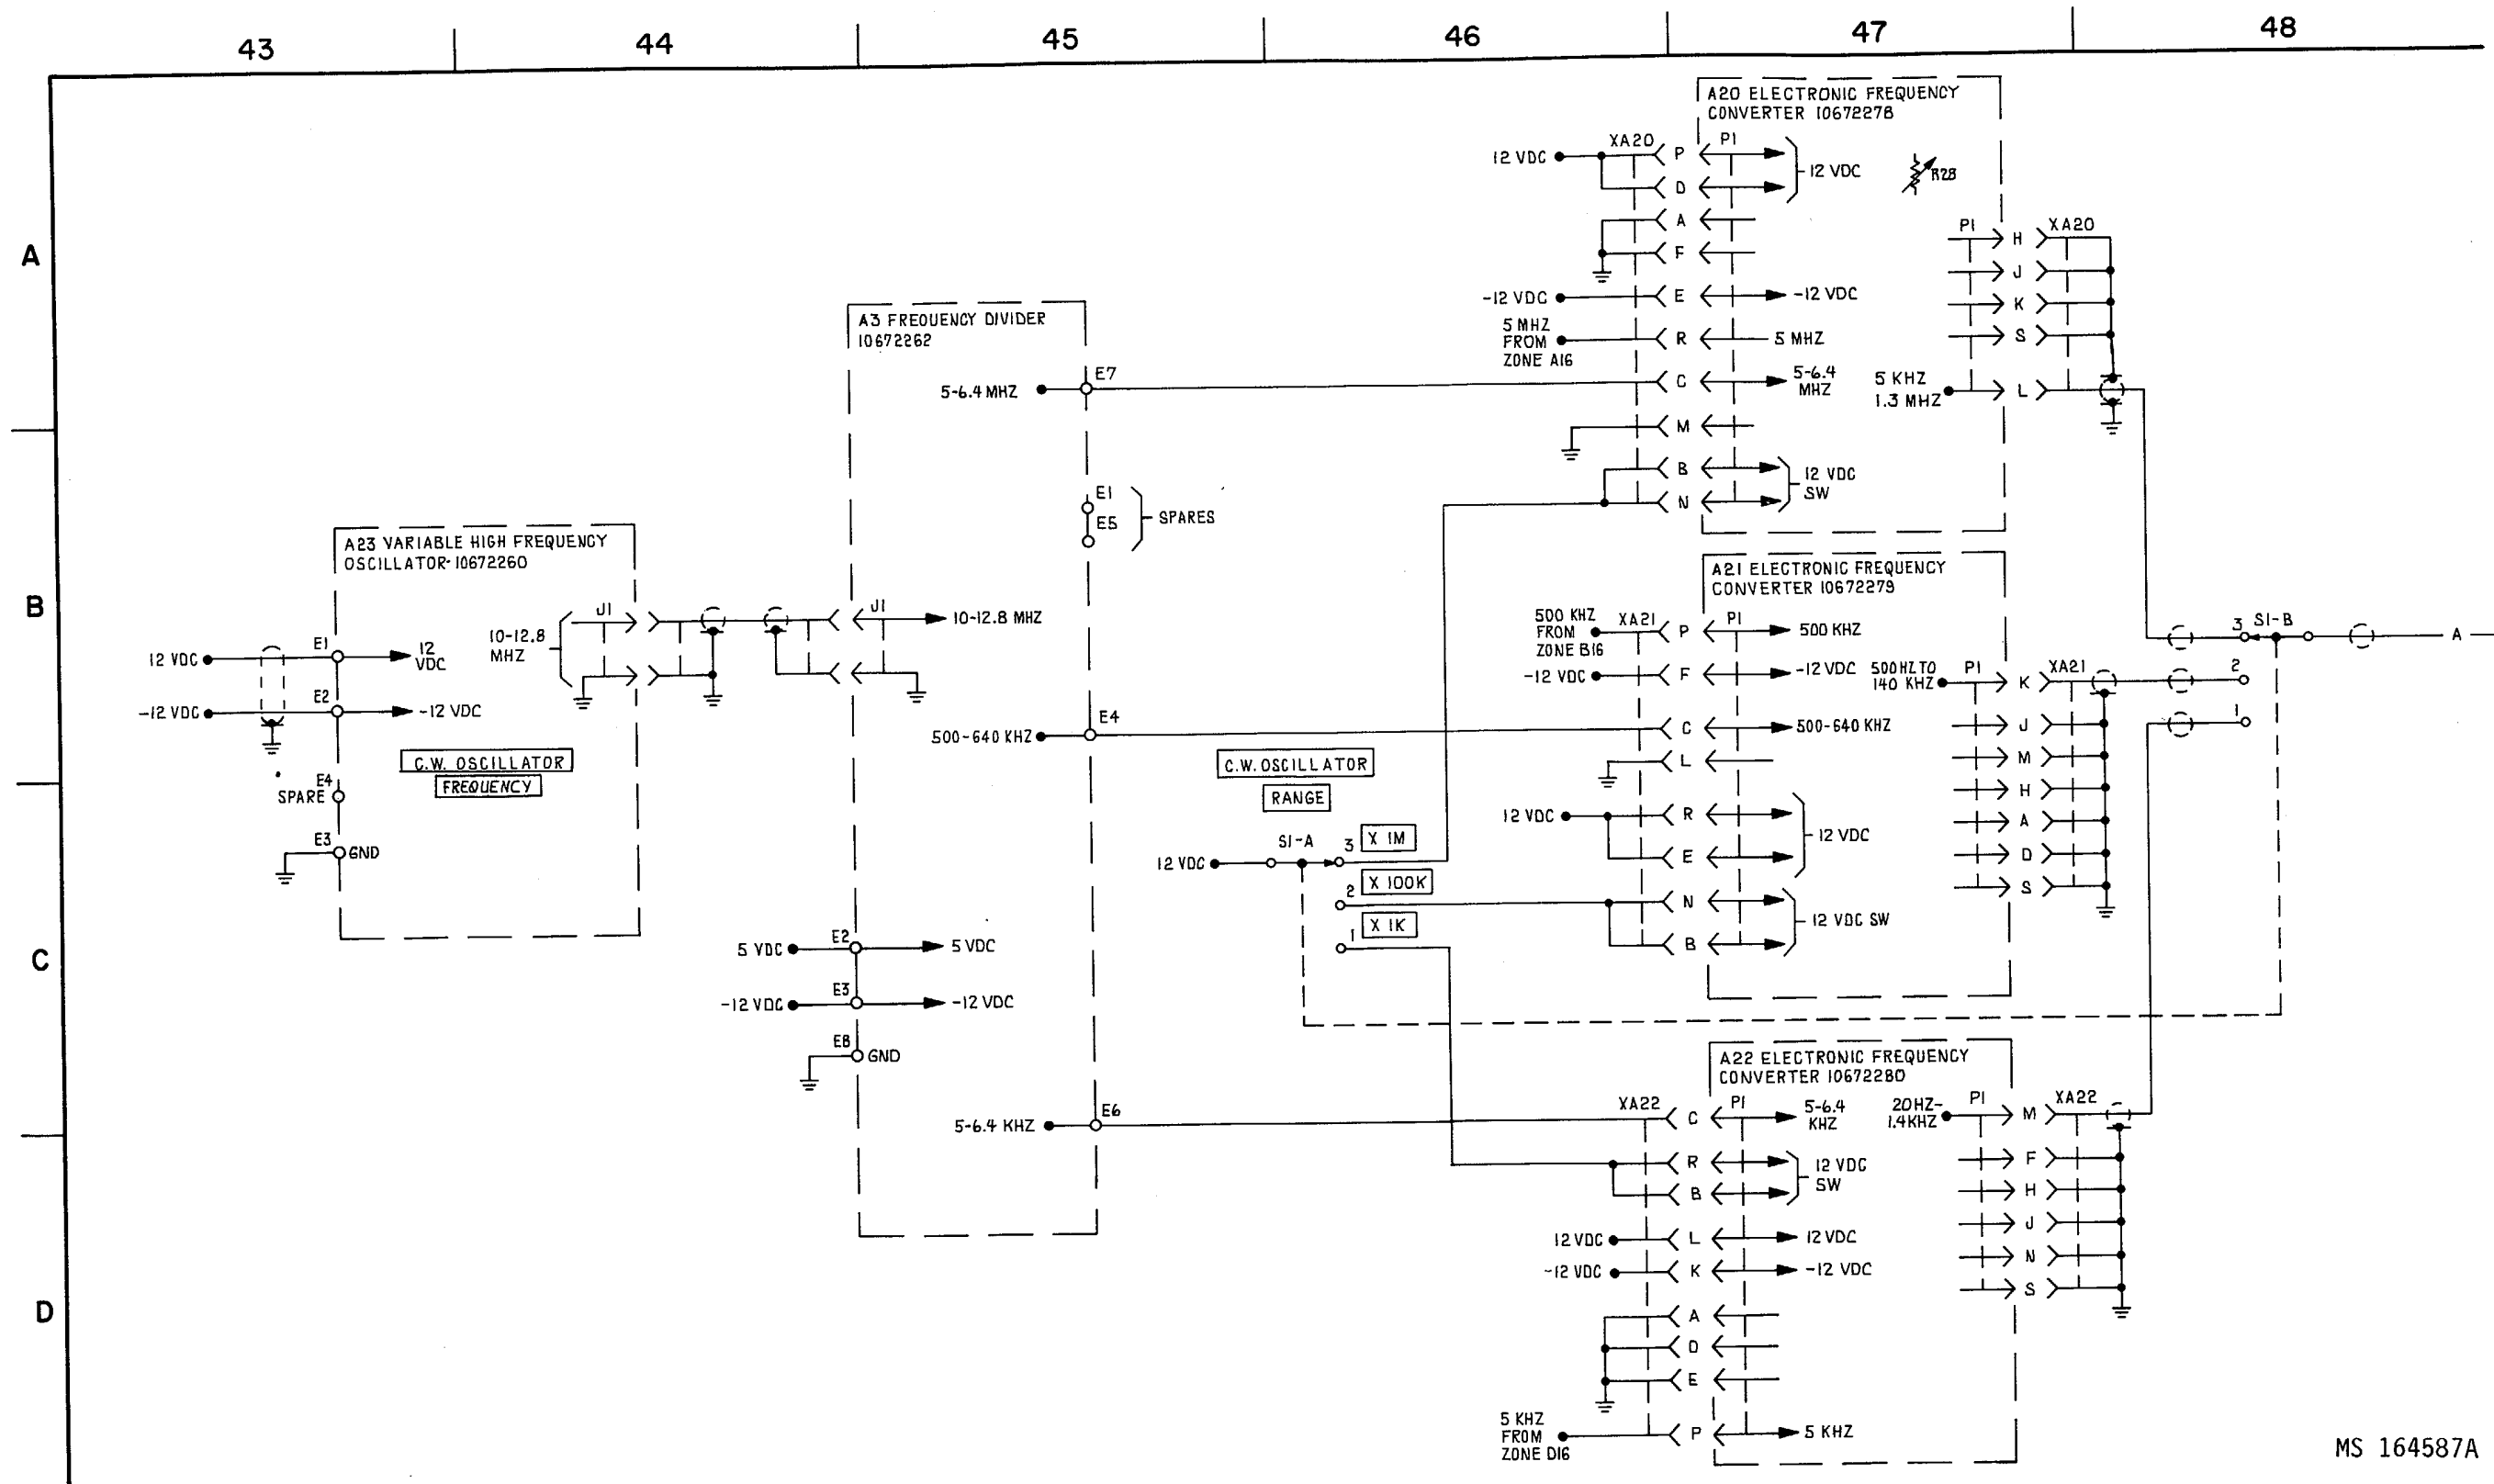 43 44 45 46 47 48
A
B
C
D
A23 VARIABLE HIGH FREQUENCY
OSCILLATOR-10672260
12 VDC
E1
12
VDC
-12 VDC
E2
-12 VDC
E4
SPARE
E3
GND
C.W. OSCILLATOR
FREQUENCY
10-12.8
MHZ
J1
A3 FREQUENCY DIVIDER
10672262
5-6.4 MHZ
E7
E1
E5
SPARES
J1
10-12.8 MHZ
500-640 KHZ
E4
5 VDC
E2
5 VDC
-12 VDC
E3
-12 VDC
E8
GND
5-6.4 KHZ
E6
C.W. OSCILLATOR
RANGE
12 VDC
S1-A
3
X 1M
2
X 100K
1
X 1K
A20 ELECTRONIC FREQUENCY
CONVERTER 10672278
12 VDC
XA20
P
P1
12 VDC
D
A
F
-12 VDC
E
-12 VDC
5 MHZ
FROM
ZONE A16
R
5 MHZ
C
5-6.4
MHZ
M
B
N
12 VDC
SW
R28
P1
H
XA20
J
K
S
5 KHZ
1.3 MHZ
L
A21 ELECTRONIC FREQUENCY
CONVERTER 10672279
500 KHZ
FROM
ZONE B16
XA21
P
P1
500 KHZ
-12 VDC
F
-12 VDC
C
500-640 KHZ
L
12 VDC
R
E
12 VDC
N
B
12 VDC SW
500HZ TO
140 KHZ
P1
K
XA21
J
M
H
A
D
S
3
S1-B
2
1
A
A22 ELECTRONIC FREQUENCY
CONVERTER 10672280
XA22
C
P1
5-6.4
KHZ
R
B
12 VDC
SW
12 VDC
L
12 VDC
-12 VDC
K
-12 VDC
A
D
E
5 KHZ
FROM
ZONE D16
P
5 KHZ
20HZ-
1.4KHZ
P1
M
XA22
F
H
J
N
S
MS 164587A